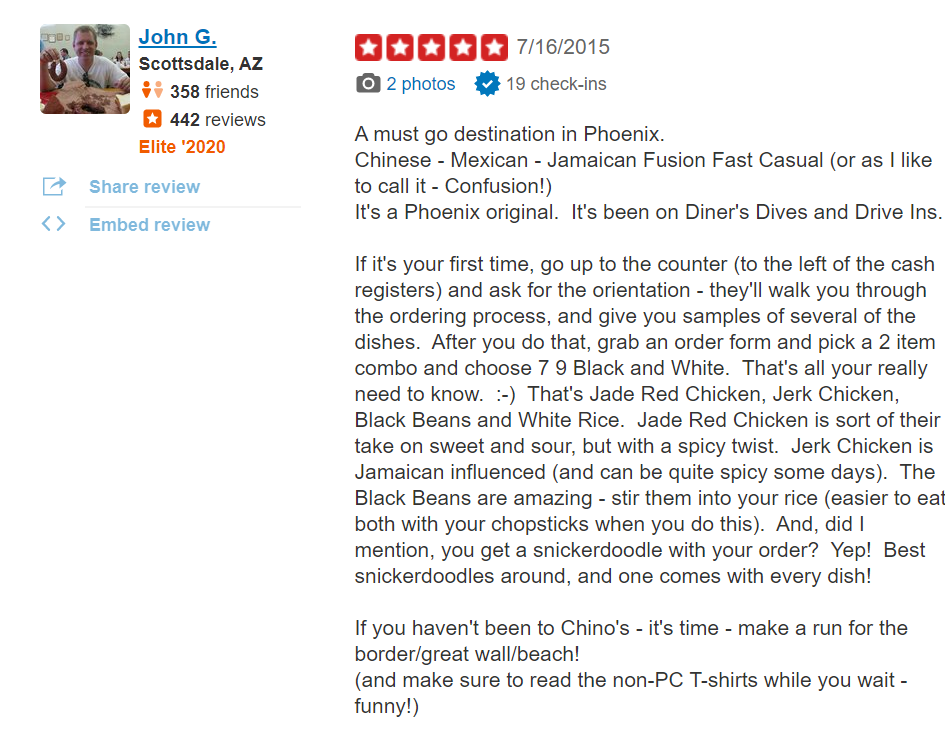 John G.
Scottsdale, AZ
358 friends
442 reviews
Elite '2020
Share review
Embed review
7/16/2015
2 photos 19 check-ins
A must go destination in Phoenix.
Chinese - Mexican - Jamaican Fusion Fast Casual (or as I like
to call it - Confusion!)
It's a Phoenix original.  It's been on Diner's Dives and Drive Ins.
If it's your first time, go up to the counter (to the left of the cash
registers) and ask for the orientation - they'll walk you through
the ordering process, and give you samples of several of the
dishes.  After you do that, grab an order form and pick a 2 item
combo and choose 7 9 Black and White.  That's all your really
need to know.  :-)  That's Jade Red Chicken, Jerk Chicken,
Black Beans and White Rice.  Jade Red Chicken is sort of their
take on sweet and sour, but with a spicy twist.  Jerk Chicken is
Jamaican influenced (and can be quite spicy some days).  The
Black Beans are amazing - stir them into your rice (easier to eat
both with your chopsticks when you do this).  And, did I
mention, you get a snickerdoodle with your order?  Yep!  Best
snickerdoodles around, and one comes with every dish!
If you haven't been to Chino's - it's time - make a run for the
border/great wall/beach!
(and make sure to read the non-PC T-shirts while you wait -
funny!)